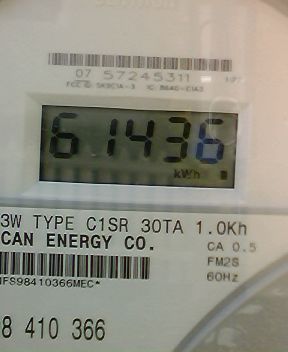 07 57245311
61436
kWh
3W TYPE C1SR 30TA 1.0Kh
CAN ENERGY CO.
CA 0.5
FM2S
60Hz
IFS98410366MEC*
8 410 366